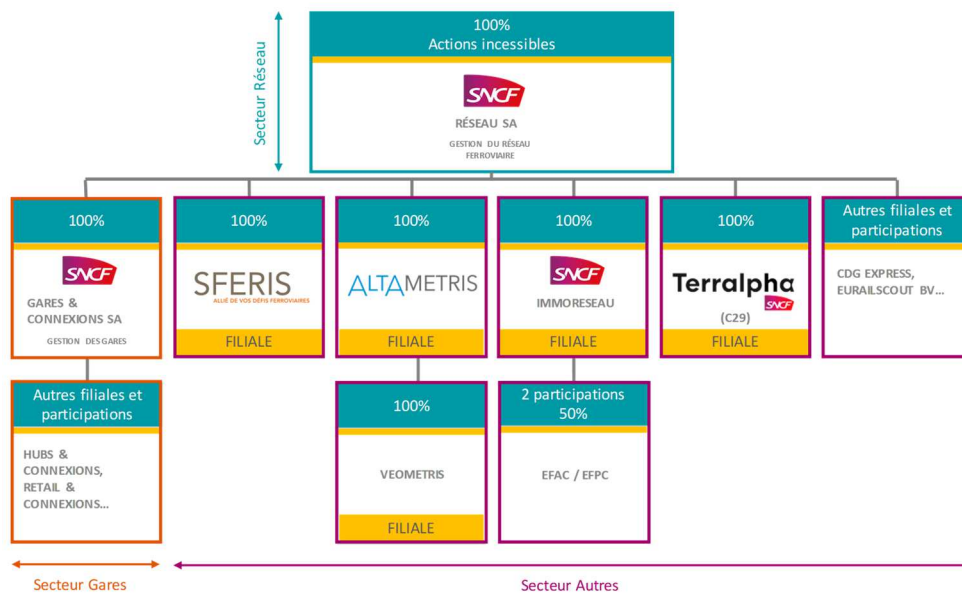 100%
Actions incessibles
Secteur Réseau
SNCF
RÉSEAU SA
GESTION DU RÉSEAU
FERROVIAIRE
100%
SNCF
GARES &
CONNEXIONS SA
GESTION DES GARES
100%
SFERIS
ALLIÉ DE VOS DÉFIS FERROVIAIRES
FILIALE
100%
ALTAMETRIS
FILIALE
100%
SNCF
IMMORESEAU
FILIALE
100%
Terralpha
SNCF
(C29)
FILIALE
Autres filiales et
participations
CDG EXPRESS,
EURAILSCOUT BV...
Autres filiales et
participations
HUBS &
CONNEXIONS,
RETAIL &
CONNEXIONS...
100%
VEOMETRIS
FILIALE
2 participations
50%
EFAC / EFPC
Secteur Gares
Secteur Autres